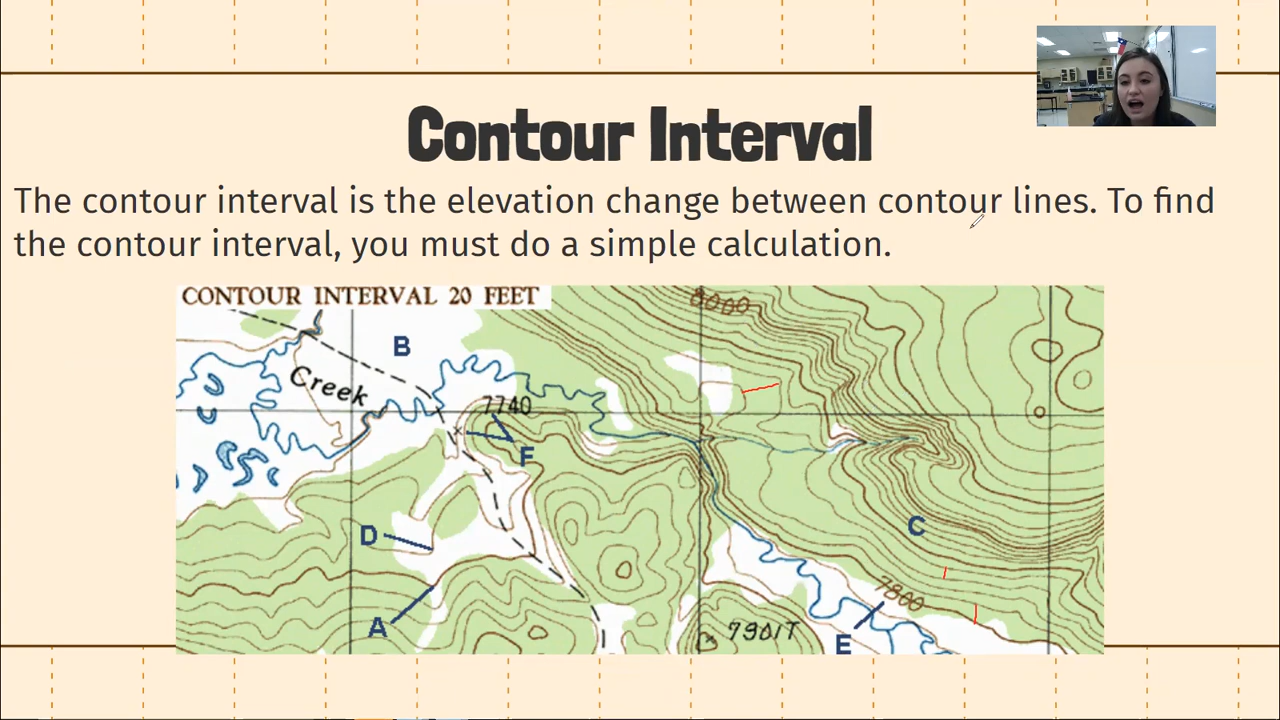 Contour Interval
The contour interval is the elevation change between contour lines. To find
the contour interval, you must do a simple calculation.
CONTOUR INTERVAL 20 FEET
8000
B
Creek
7740
F
C
D
7800
A
7901T
E